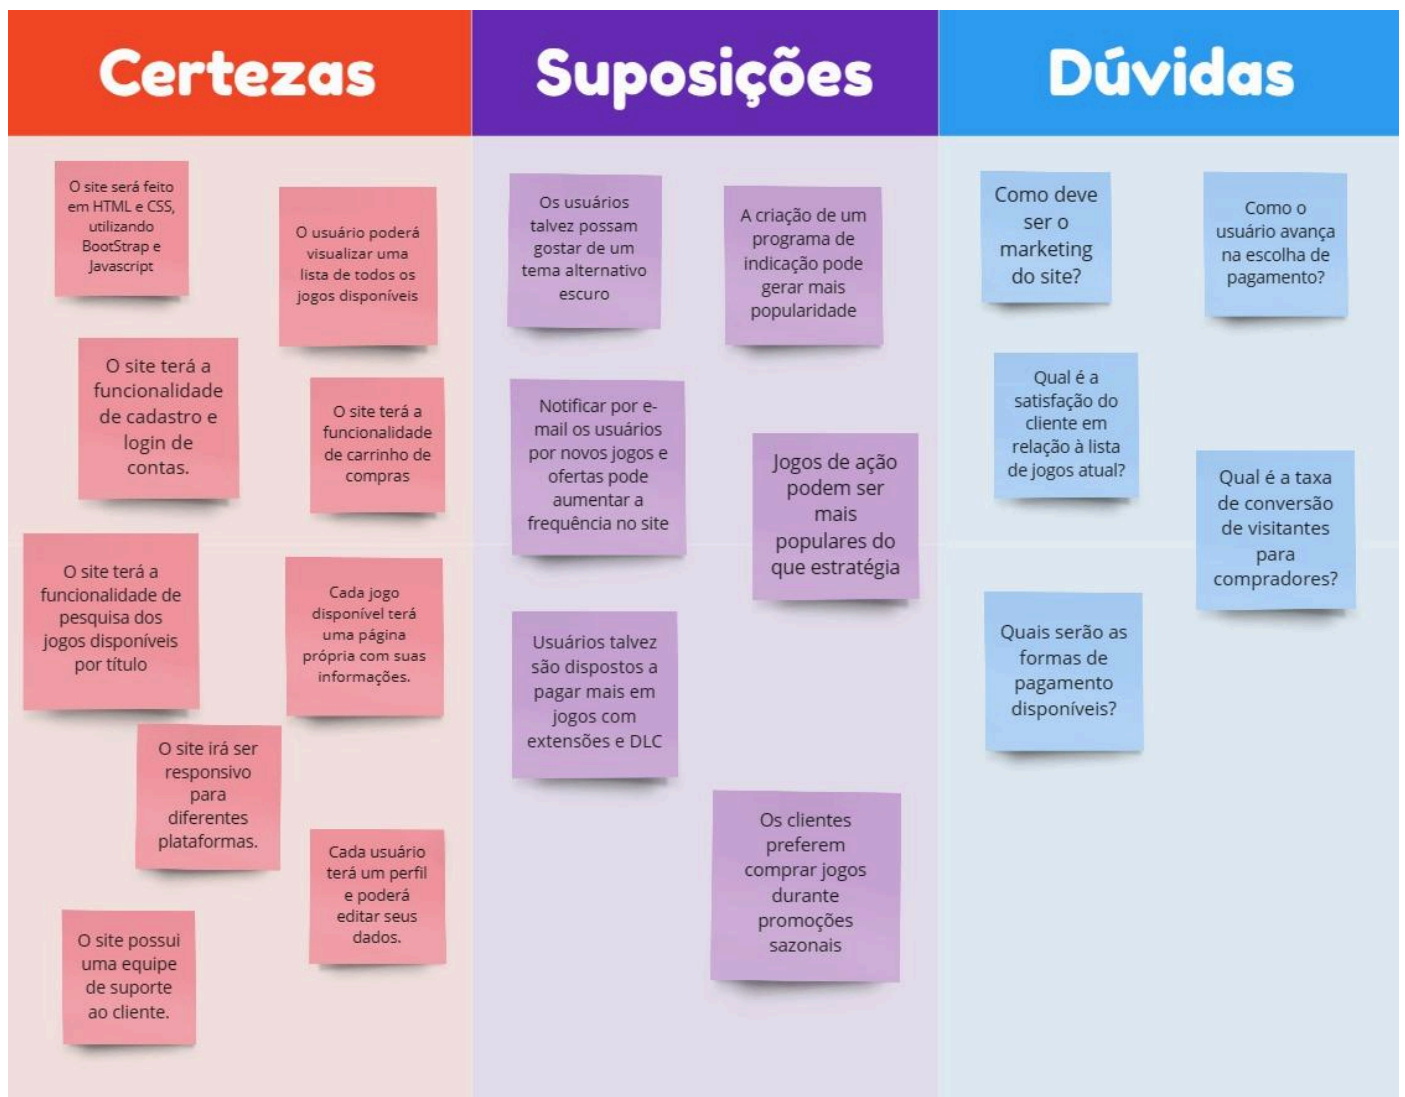 Certezas
Suposições
Dúvidas
O site será feito
em HTML e CSS,
utilizando
BootStrap e
Javascript
O usuário poderá
visualizar uma
lista de todos os
jogos disponíveis
O site terá a
funcionalidade
de cadastro e
login de
contas.
O site terá a
funcionalidade
de carrinho de
compras
O site terá a
funcionalidade de
pesquisa dos
jogos disponíveis
por título
Cada jogo
disponível terá
uma página
própria com suas
informações.
O site irá ser
responsivo
para
diferentes
plataformas.
Cada usuário
terá um perfil
e poderá
editar seus
dados.
O site possui
uma equipe
de suporte
ao cliente.
Os usuários
talvez possam
gostar de um
tema alternativo
escuro
A criação de um
programa de
indicação pode
gerar mais
popularidade
Notificar por e-
mail os usuários
por novos jogos e
ofertas pode
aumentar a
frequência no site
Jogos de ação
podem ser
mais
populares do
que estratégia
Usuários talvez
são dispostos a
pagar mais em
jogos com
extensões e DLC
Os clientes
preferem
comprar jogos
durante
promoções
sazonais
Como deve
ser o
marketing
do site?
Como o
usuário avança
na escolha de
pagamento?
Qual é a
satisfação do
cliente em
relação à lista
de jogos atual?
Qual é a taxa
de conversão
de visitantes
para
compradores?
Quais serão as
formas de
pagamento
disponíveis?